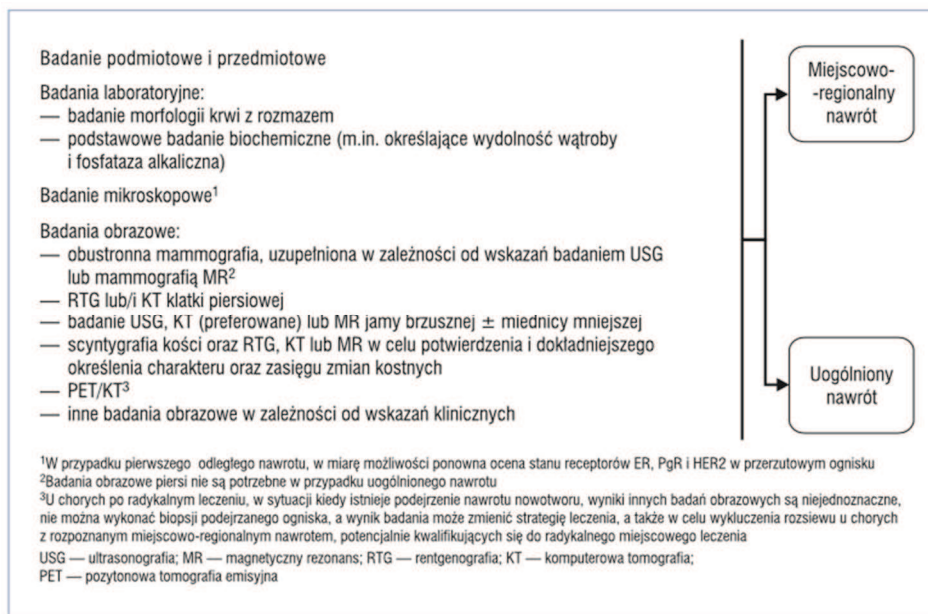 Badanie podmiotowe i przedmiotowe
Badania laboratoryjne:
— badanie morfologii krwi z rozmazem
— podstawowe badanie biochemiczne (m.in. określające wydolność wątroby
i fosfataza alkaliczna)
Badanie mikroskopowe¹
Badania obrazowe:
— obustronna mammografia, uzupełniona w zależności od wskazań badaniem USG
lub mammografią MR²
— RTG lub/i KT klatki piersiowej
— badanie USG, KT (preferowane) lub MR jamy brzusznej ± miednicy mniejszej
— scyntygrafia kości oraz RTG, KT lub MR w celu potwierdzenia i dokładniejszego
określenia charakteru oraz zasięgu zmian kostnych
— PET/KT³
— inne badania obrazowe w zależności od wskazań klinicznych
Miejscowo-
-regionalny
nawrót
Uogólniony
nawrót
¹W przypadku pierwszego odległego nawrotu, w miarę możliwości ponowna ocena stanu receptorów ER, PgR i HER2 w przerzutowym ognisku
²Badania obrazowe piersi nie są potrzebne w przypadku uogólnionego nawrotu
³U chorych po radykalnym leczeniu, w sytuacji kiedy istnieje podejrzenie nawrotu nowotworu, wyniki innych badań obrazowych są niejednoznaczne,
nie można wykonać biopsji podejrzanego ogniska, a wynik badania może zmienić strategię leczenia, a także w celu wykluczenia rozsiewu u chorych
z rozpoznanym miejscowo-regionalnym nawrotem, potencjalnie kwalifikujących się do radykalnego miejscowego leczenia
USG — ultrasonografia; MR — magnetyczny rezonans; RTG — rentgenografia; KT — komputerowa tomografia;
PET — pozytonowa tomografia emisyjna